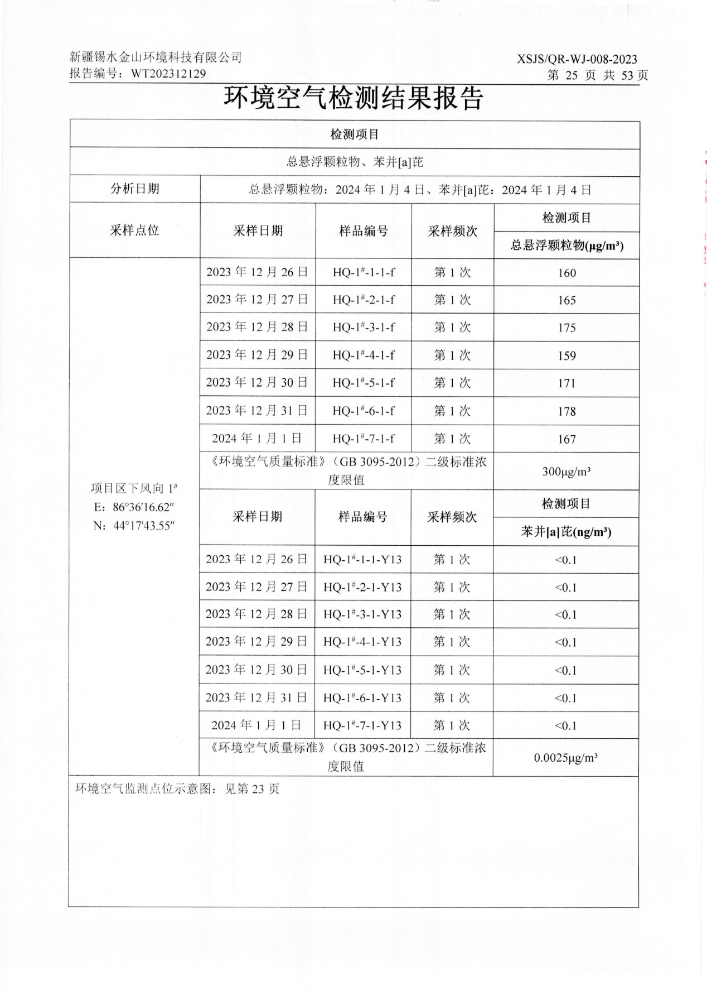 新疆锡水金山环境科技有限公司
XSJS/QR-WJ-008-2023
报告编号：WT202312129
第 25 页 共 53 页
环境空气检测结果报告
检测项目
总悬浮颗粒物、苯并[a]芘
分析日期 总悬浮颗粒物：2024 年 1 月 4 日、苯并[a]芘：2024 年 1 月 4 日
采样点位 采样日期 样品编号 采样频次 检测项目
总悬浮颗粒物(μg/m³)
2023 年 12 月 26 日 HQ-1#-1-1-f 第 1 次 160
2023 年 12 月 27 日 HQ-1#-2-1-f 第 1 次 165
2023 年 12 月 28 日 HQ-1#-3-1-f 第 1 次 175
2023 年 12 月 29 日 HQ-1#-4-1-f 第 1 次 159
2023 年 12 月 30 日 HQ-1#-5-1-f 第 1 次 171
2023 年 12 月 31 日 HQ-1#-6-1-f 第 1 次 178
2024 年 1 月 1 日 HQ-1#-7-1-f 第 1 次 167
《环境空气质量标准》（GB 3095-2012）二级标准浓
度限值
300μg/m³
项目区下风向 1#
E：86°36′16.62″
N：44°17′43.55″
采样日期 样品编号 采样频次 检测项目
苯并[a]芘(ng/m³)
2023 年 12 月 26 日 HQ-1#-1-1-Y13 第 1 次 <0.1
2023 年 12 月 27 日 HQ-1#-2-1-Y13 第 1 次 <0.1
2023 年 12 月 28 日 HQ-1#-3-1-Y13 第 1 次 <0.1
2023 年 12 月 29 日 HQ-1#-4-1-Y13 第 1 次 <0.1
2023 年 12 月 30 日 HQ-1#-5-1-Y13 第 1 次 <0.1
2023 年 12 月 31 日 HQ-1#-6-1-Y13 第 1 次 <0.1
2024 年 1 月 1 日 HQ-1#-7-1-Y13 第 1 次 <0.1
《环境空气质量标准》（GB 3095-2012）二级标准浓
度限值
0.0025μg/m³
环境空气监测点位示意图：见第 23 页